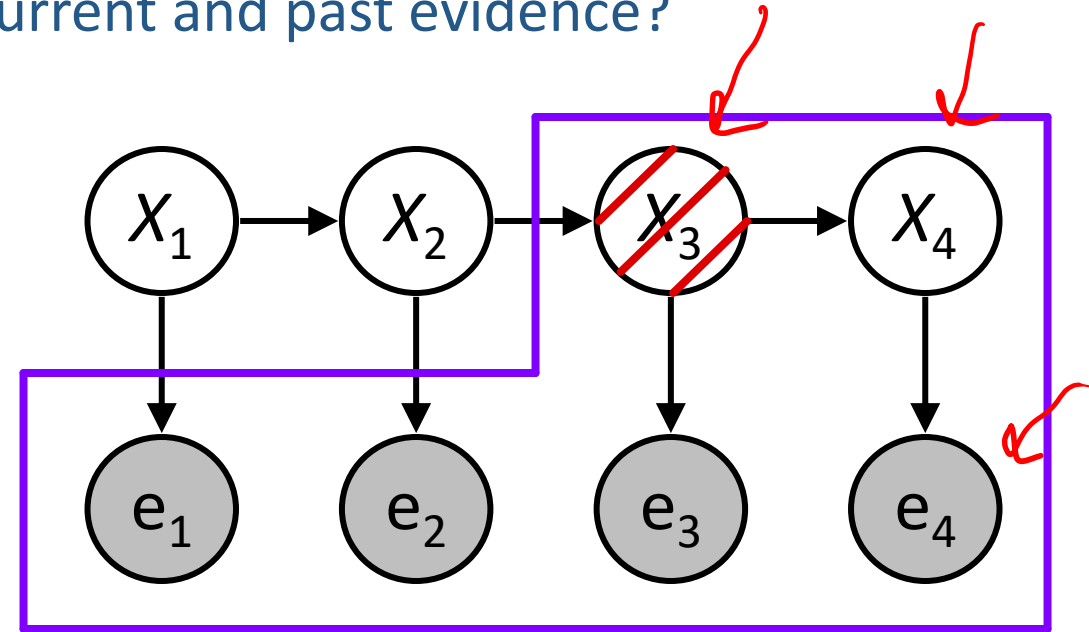 urrent and past evidence?
X₁ X₂ X₃ X₄
e₁ e₂ e₃ e₄